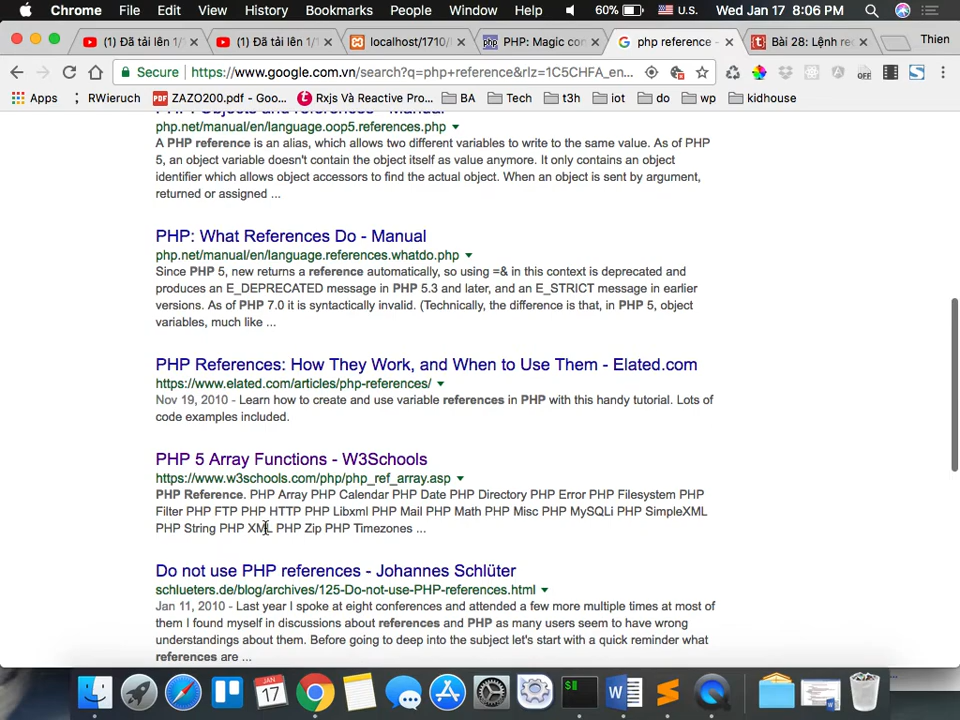 Chrome File Edit View History Bookmarks People Window Help 60% U.S. Wed Jan 17 8:06 PM
(1) Đã tải lên 1/ (1) Đã tải lên 1/ localhost/1710/ PHP: Magic con php reference - Bài 28: Lệnh re Thien
Secure https://www.google.com.vn/search?q=php+reference&rlz=1C5CHFA_en...
Apps RWieruch ZAZO200.pdf - Goo... Rxjs Và Reactive Pro... BA Tech t3h iot do wp kidhouse
PHP: Objects and references - Manual
php.net/manual/en/language.oop5.references.php
A PHP reference is an alias, which allows two different variables to write to the same value. As of PHP
5, an object variable doesn't contain the object itself as value anymore. It only contains an object
identifier which allows object accessors to find the actual object. When an object is sent by argument,
returned or assigned ...
PHP: What References Do - Manual
php.net/manual/en/language.references.whatdo.php
Since PHP 5, new returns a reference automatically, so using =& in this context is deprecated and
produces an E_DEPRECATED message in PHP 5.3 and later, and an E_STRICT message in earlier
versions. As of PHP 7.0 it is syntactically invalid. (Technically, the difference is that, in PHP 5, object
variables, much like ...
PHP References: How They Work, and When to Use Them - Elated.com
https://www.elated.com/articles/php-references/
Nov 19, 2010 - Learn how to create and use variable references in PHP with this handy tutorial. Lots of
code examples included.
PHP 5 Array Functions - W3Schools
https://www.w3schools.com/php/php_ref_array.asp
PHP Reference. PHP Array PHP Calendar PHP Date PHP Directory PHP Error PHP Filesystem PHP
Filter PHP FTP PHP HTTP PHP Libxml PHP Mail PHP Math PHP Misc PHP MySQLi PHP SimpleXML
PHP String PHP XML PHP Zip PHP Timezones ...
Do not use PHP references - Johannes Schlüter
schlueters.de/blog/archives/125-Do-not-use-PHP-references.html
Jan 11, 2010 - Last year I spoke at eight conferences and attended a few more multiple times at most of
them I found myself in discussions about references and PHP as many users seem to have wrong
understandings about them. Before going to deep into the subject let's start with a quick reminder what
references are ...
JAN
17